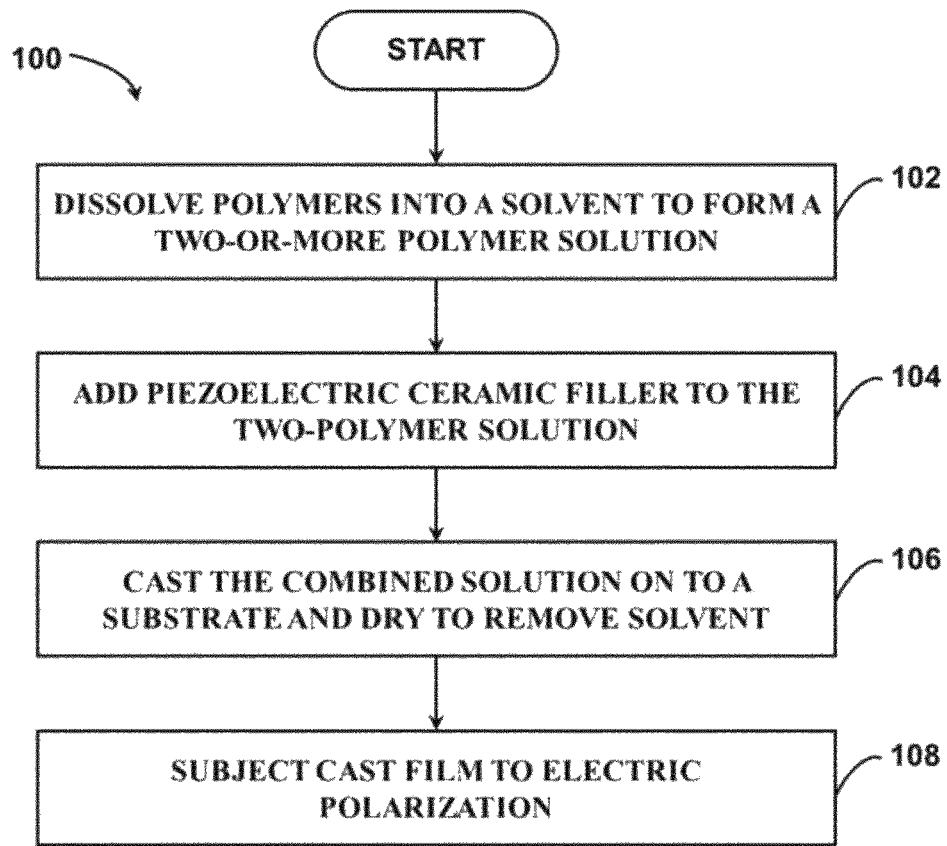 START
100
DISSOLVE POLYMERS INTO A SOLVENT TO FORM A
TWO-OR-MORE POLYMER SOLUTION
102
ADD PIEZOELECTRIC CERAMIC FILLER TO THE
TWO-POLYMER SOLUTION
104
CAST THE COMBINED SOLUTION ON TO A
SUBSTRATE AND DRY TO REMOVE SOLVENT
106
SUBJECT CAST FILM TO ELECTRIC
POLARIZATION
108